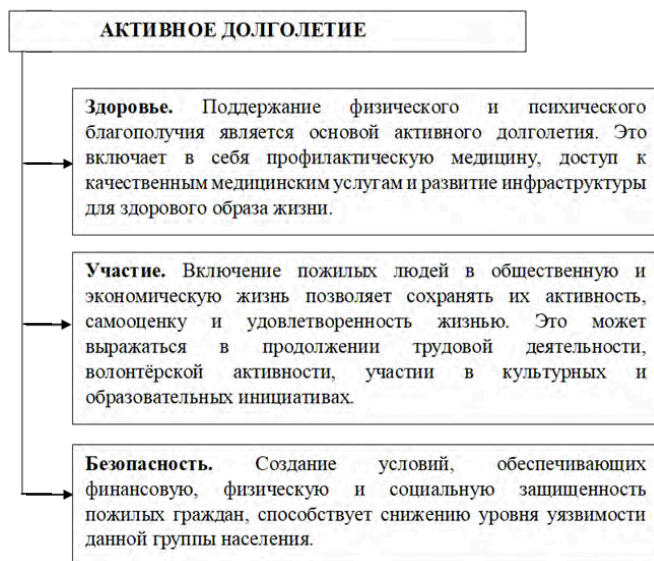 АКТИВНОЕ ДОЛГОЛЕТИЕ
Здоровье. Поддержание физического и психического
благополучия является основой активного долголетия. Это
включает в себя профилактическую медицину, доступ к
качественным медицинским услугам и развитие инфраструктуры
для здорового образа жизни.
Участие. Включение пожилых людей в общественную и
экономическую жизнь позволяет сохранять их активность,
самооценку и удовлетворенность жизнью. Это может
выражаться в продолжении трудовой деятельности,
волонтёрской активности, участии в культурных и
образовательных инициативах.
Безопасность. Создание условий, обеспечивающих
финансовую, физическую и социальную защищенность
пожилых граждан, способствует снижению уровня уязвимости
данной группы населения.